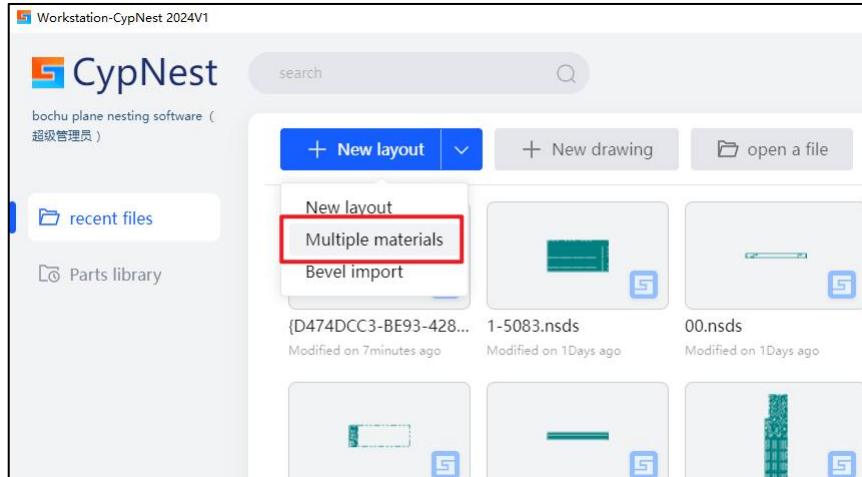 Workstation-CypNest 2024V1
CypNest
search
bochu plane nesting software (
超级管理员 )
New layout
New drawing
open a file
New layout
Multiple materials
Bevel import
recent files
Parts library
{D474DCC3-BE93-428...
1-5083.nsds
00.nsds
Modified on 7minutes ago
Modified on 1Days ago
Modified on 1Days ago